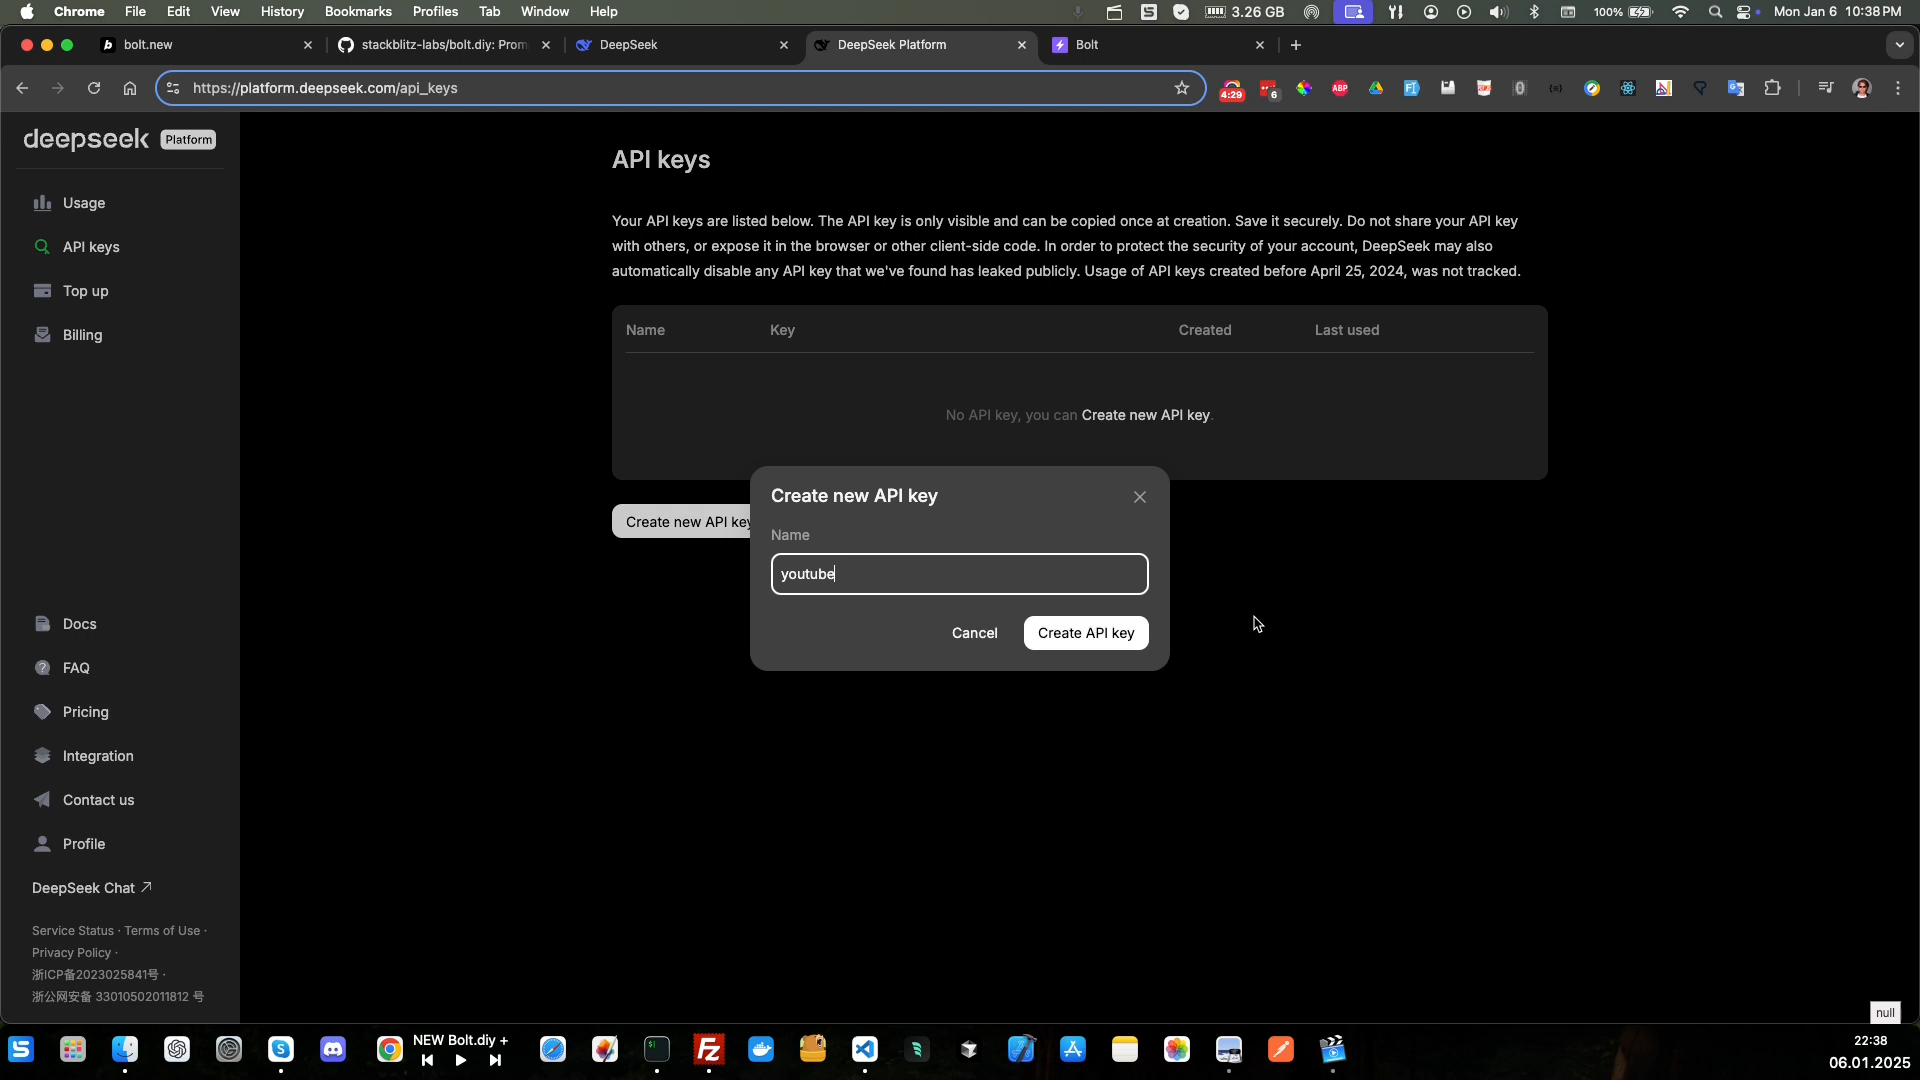 Chrome File Edit View History Bookmarks Profiles Tab Window Help
3.26 GB 100% Mon Jan 6 10:38 PM
bolt.new
stackblitz-labs/bolt.diy: Prom
DeepSeek
DeepSeek Platform
Bolt
https://platform.deepseek.com/api_keys
4:29
6
ABP
deepseek Platform
Usage
API keys
Top up
Billing
Docs
FAQ
Pricing
Integration
Contact us
Profile
DeepSeek Chat
Service Status · Terms of Use ·
Privacy Policy ·
浙ICP备2023025841号 ·
浙公网安备 33010502011812 号
API keys
Your API keys are listed below. The API key is only visible and can be copied once at creation. Save it securely. Do not share your API key
with others, or expose it in the browser or other client-side code. In order to protect the security of your account, DeepSeek may also
automatically disable any API key that we've found has leaked publicly. Usage of API keys created before April 25, 2024, was not tracked.
Name Key Created Last used
No API key, you can Create new API key.
Create new API key
Create new API key
Name
youtube
Cancel
Create API key
null
NEW Bolt.diy +
22:38
06.01.2025